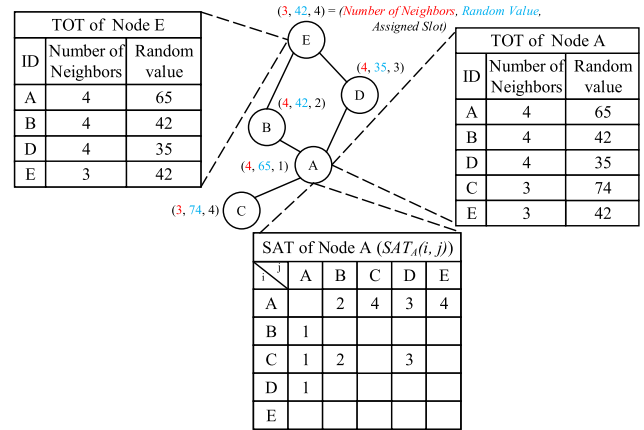 (3, 42, 4) = (Number of Neighbors, Random Value,
Assigned Slot)
TOT of Node E
ID Number of Neighbors Random value
A 4 65
B 4 42
D 4 35
E 3 42
E
(4, 35, 3)
D
(4, 42, 2)
B
(4, 65, 1)
A
(3, 74, 4)
C
TOT of Node A
ID Number of Neighbors Random value
A 4 65
B 4 42
D 4 35
C 3 74
E 3 42
SAT of Node A (SAT_A(i, j))
i j A B C D E
A 2 4 3 4
B 1
C 1 2 3
D 1
E